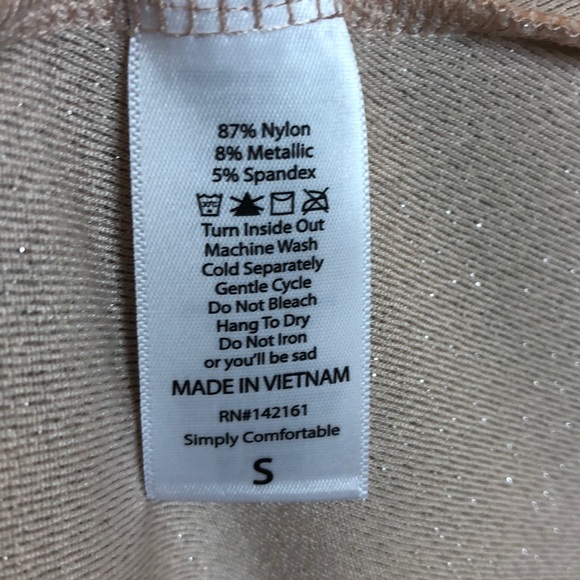 87% Nylon
8% Metallic
5% Spandex
Turn Inside Out
Machine Wash
Cold Separately
Gentle Cycle
Do Not Bleach
Hang To Dry
Do Not Iron
or you'll be sad
MADE IN VIETNAM
RN#142161
Simply Comfortable
S